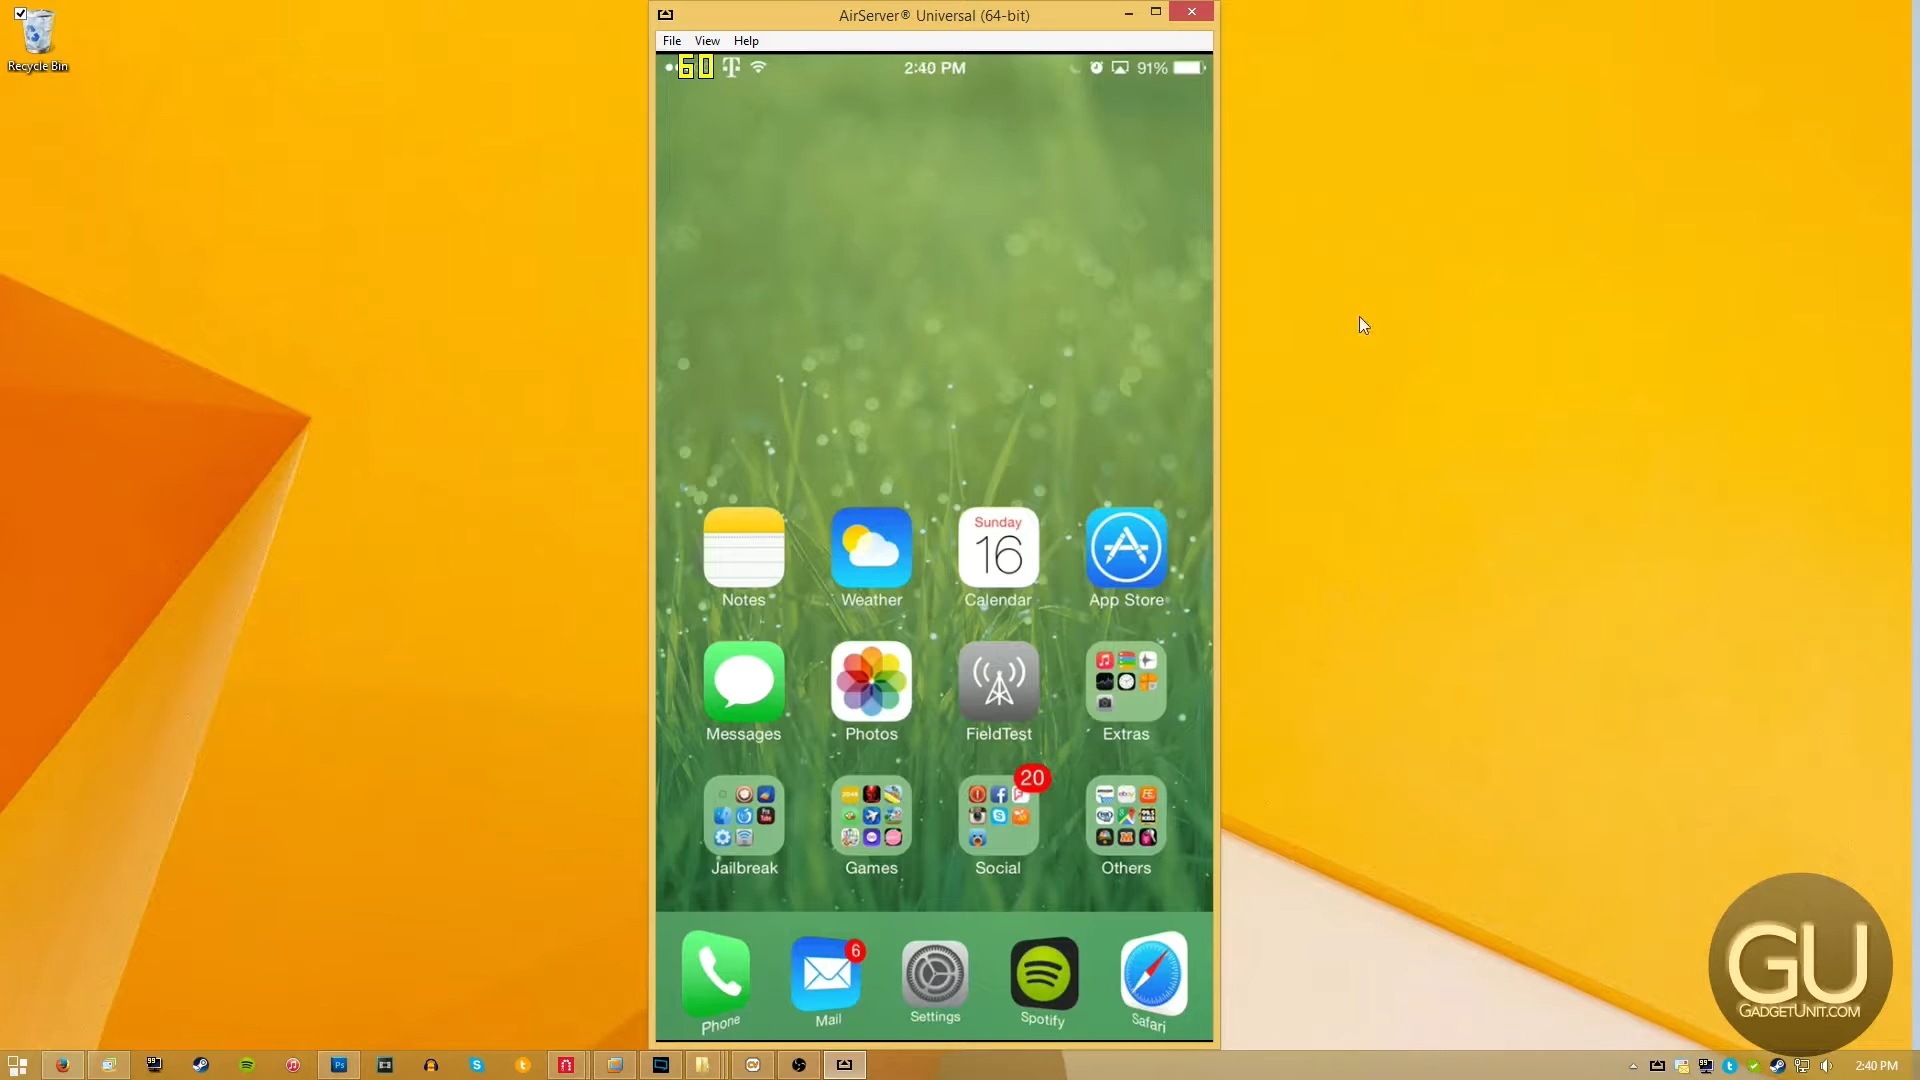 AirServer® Universal (64-bit)
File View Help
Recycle Bin
60 2:40 PM 91%
Sunday
16
Notes Weather Calendar App Store
Messages Photos FieldTest Extras
20
Jailbreak Games Social Others
6
Phone Mail Settings Spotify Safari
GU
GADGETUNIT.COM
Ps
2:40 PM